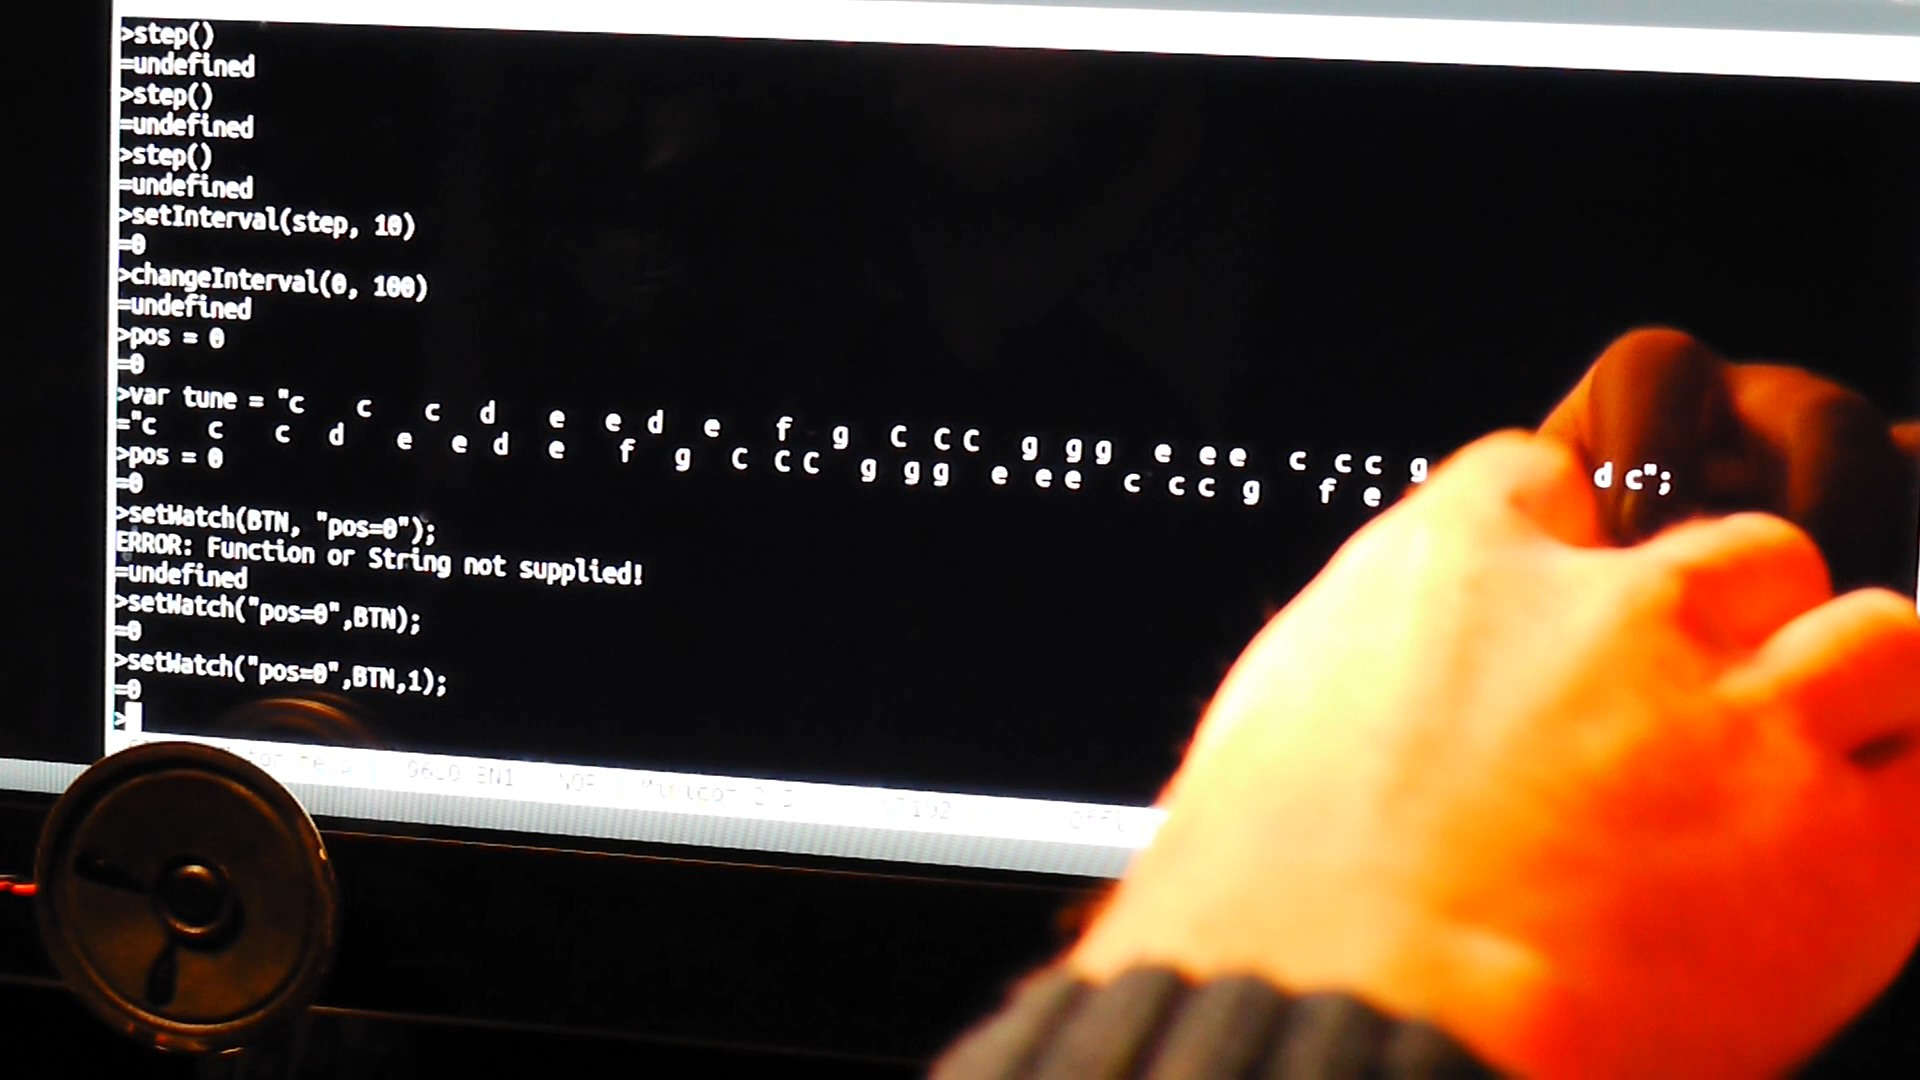 >step()
=undefined
>step()
=undefined
>step()
=undefined
>setInterval(step, 10)
=0
>changeInterval(0, 100)
=undefined
>pos = 0
=0
>var tune = "c    c    c   d    e   e  d   e    f   g   C  C C   g  g g   e  e e   c  c c  g d c";
="c    c    c   d    e   e  d   e    f   g   C  C C   g  g g   e  e e   c  c c  g    f  e
>pos = 0
=0
>setWatch(BTN, "pos=0");
ERROR: Function or String not supplied!
=undefined
>setWatch("pos=0",BTN);
=0
>setWatch("pos=0",BTN,1);
=0
>